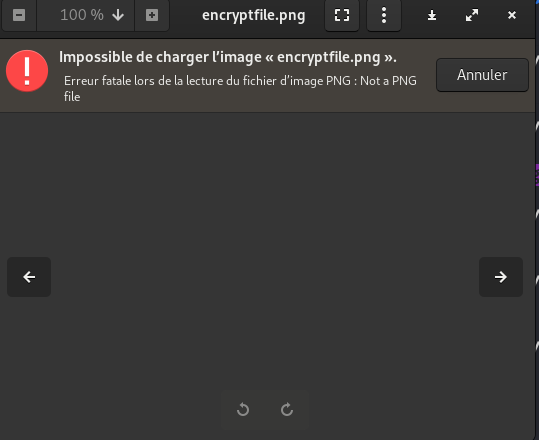 100 %
encryptfile.png
Impossible de charger l’image « encryptfile.png ».
Erreur fatale lors de la lecture du fichier d’image PNG : Not a PNG
file
Annuler